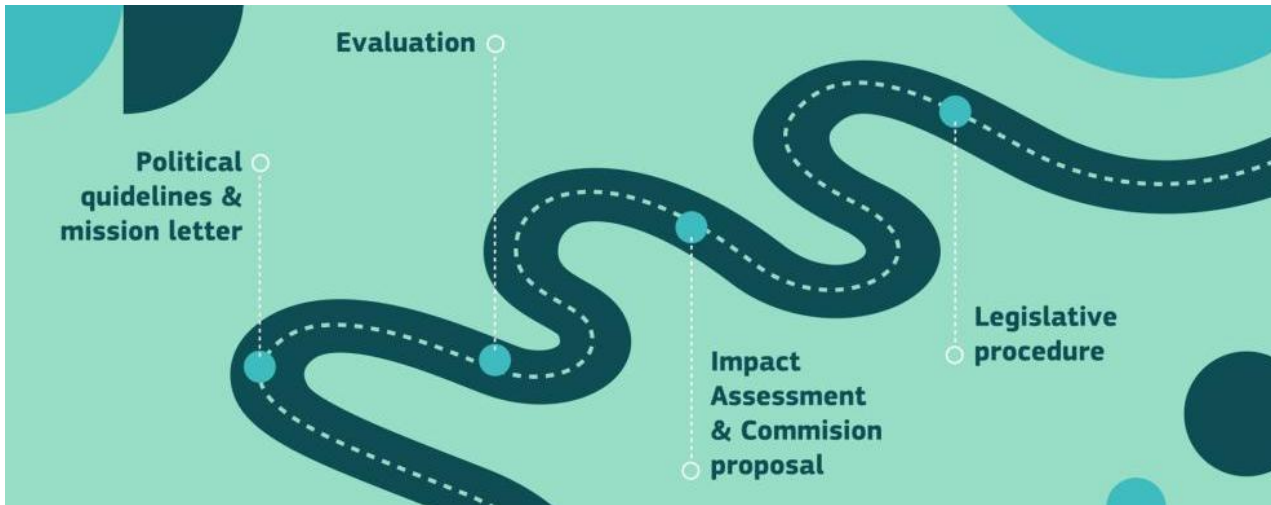 Evaluation
Political
quidelines &
mission letter
Legislative
procedure
Impact
Assessment
& Commision
proposal